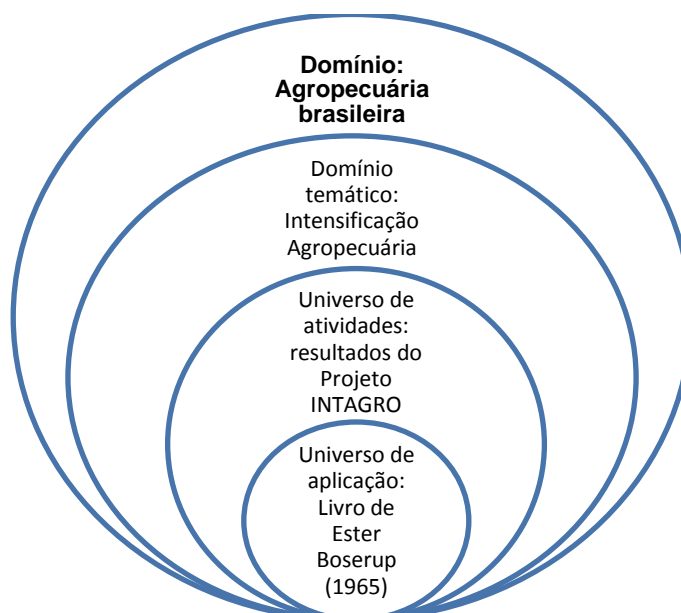 Domínio:
Agropecuária
brasileira
Domínio
temático:
Intensificação
Agropecuária
Universo de
atividades:
resultados do
Projeto
INTAGRO
Universo de
aplicação:
Livro de
Ester
Boserup
(1965)